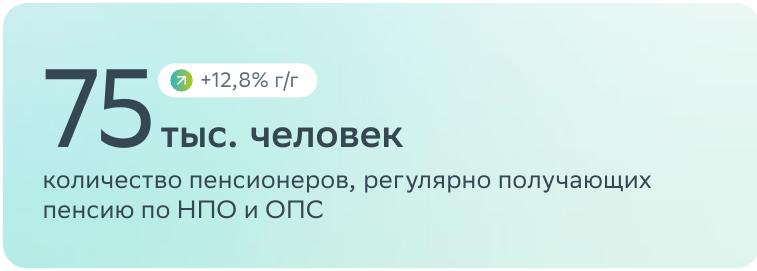 75 +12,8% г/г
тыс. человек
количество пенсионеров, регулярно получающих
пенсию по НПО и ОПС